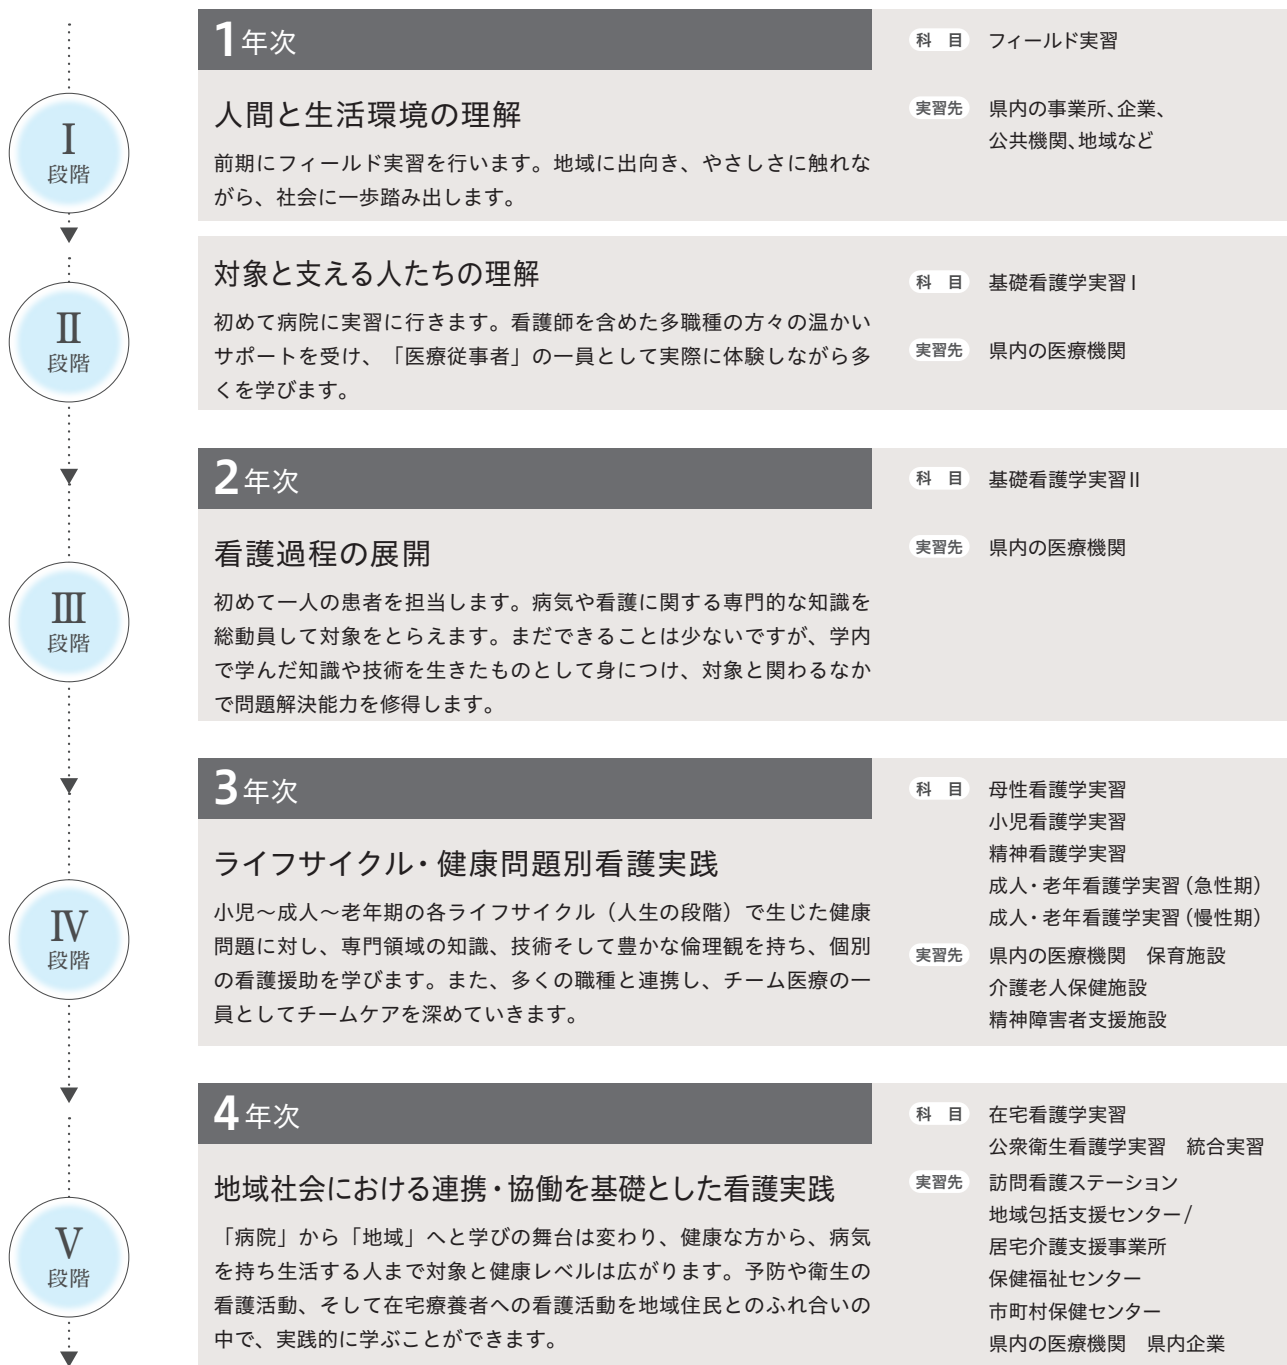 I
段階
1年次
人間と生活環境の理解
前期にフィールド実習を行います。地域に出向き、やさしさに触れな
がら、社会に一歩踏み出します。
科 目 フィールド実習
実習先 県内の事業所、企業、
公共機関、地域など
II
段階
対象と支える人たちの理解
初めて病院に実習に行きます。看護師を含めた多職種の方々の温かい
サポートを受け、「医療従事者」の一員として実際に体験しながら多
くを学びます。
科 目 基礎看護学実習I
実習先 県内の医療機関
III
段階
2年次
看護過程の展開
初めて一人の患者を担当します。病気や看護に関する専門的な知識を
総動員して対象をとらえます。まだできることは少ないですが、学内
で学んだ知識や技術を生きたものとして身につけ、対象と関わるなか
で問題解決能力を修得します。
科 目 基礎看護学実習II
実習先 県内の医療機関
IV
段階
3年次
ライフサイクル・健康問題別看護実践
小児～成人～老年期の各ライフサイクル（人生の段階）で生じた健康
問題に対し、専門領域の知識、技術そして豊かな倫理観を持ち、個別
の看護援助を学びます。また、多くの職種と連携し、チーム医療の一
員としてチームケアを深めていきます。
科 目 母性看護学実習
小児看護学実習
精神看護学実習
成人・老年看護学実習（急性期）
成人・老年看護学実習（慢性期）
実習先 県内の医療機関 保育施設
介護老人保健施設
精神障害者支援施設
V
段階
4年次
地域社会における連携・協働を基礎とした看護実践
「病院」から「地域」へと学びの舞台は変わり、健康な方から、病気
を持ち生活する人まで対象と健康レベルは広がります。予防や衛生の
看護活動、そして在宅療養者への看護活動を地域住民とのふれ合いの
中で、実践的に学ぶことができます。
科 目 在宅看護学実習
公衆衛生看護学実習 統合実習
実習先 訪問看護ステーション
地域包括支援センター/
居宅介護支援事業所
保健福祉センター
市町村保健センター
県内の医療機関 県内企業